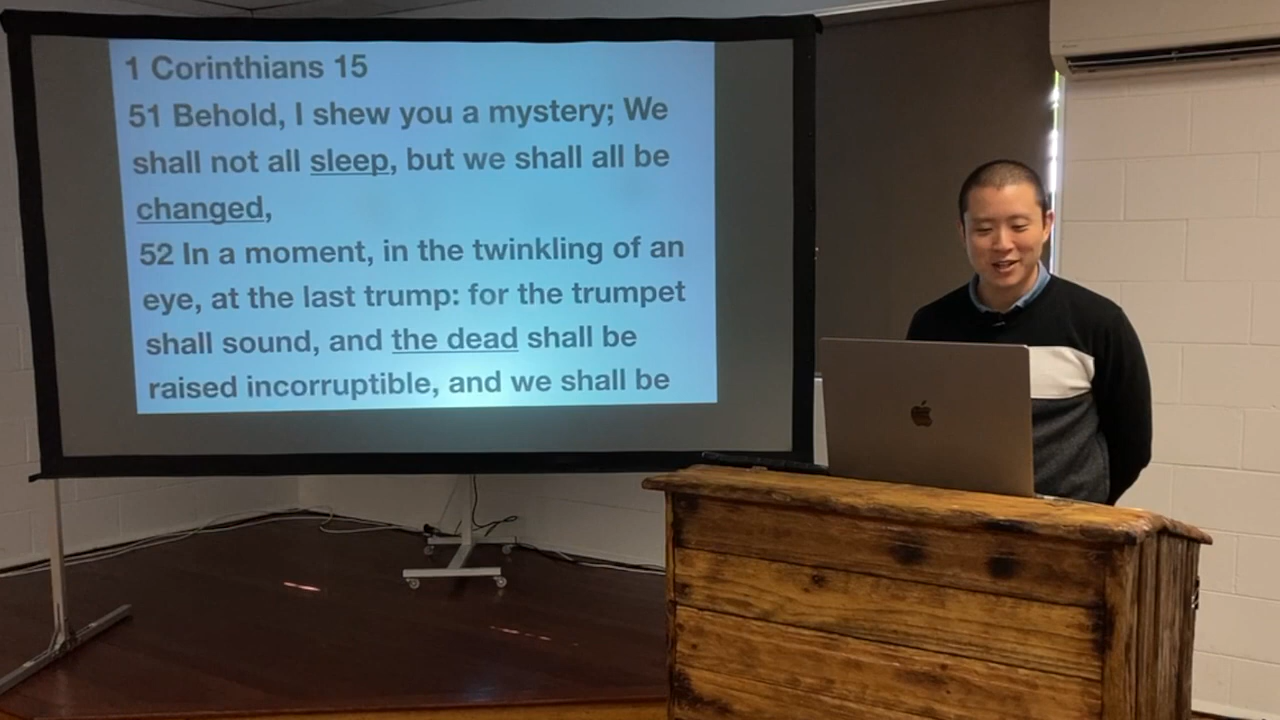 1 Corinthians 15
51 Behold, I shew you a mystery; We
shall not all sleep, but we shall all be
changed,
52 In a moment, in the twinkling of an
eye, at the last trump: for the trumpet
shall sound, and the dead shall be
raised incorruptible, and we shall be